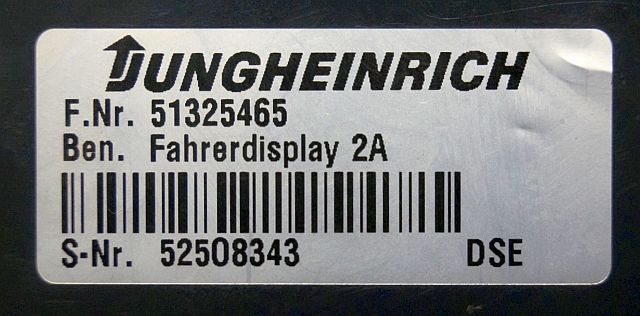 JUNGHEINRICH
F.Nr. 51325465
Ben. Fahrerdisplay 2A
S-Nr. 52508343 DSE